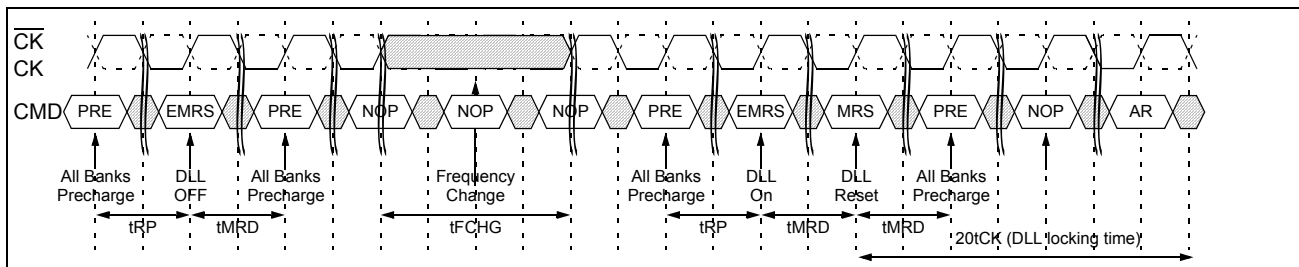 CK
CK
CMD PRE EMRS PRE NOP NOP NOP PRE EMRS MRS PRE NOP AR
All Banks Precharge
DLL OFF
All Banks Precharge
Frequency Change
All Banks Precharge
DLL On
DLL Reset
All Banks Precharge
tRP tMRD tFCHG tRP tMRD tMRD
20tCK (DLL locking time)